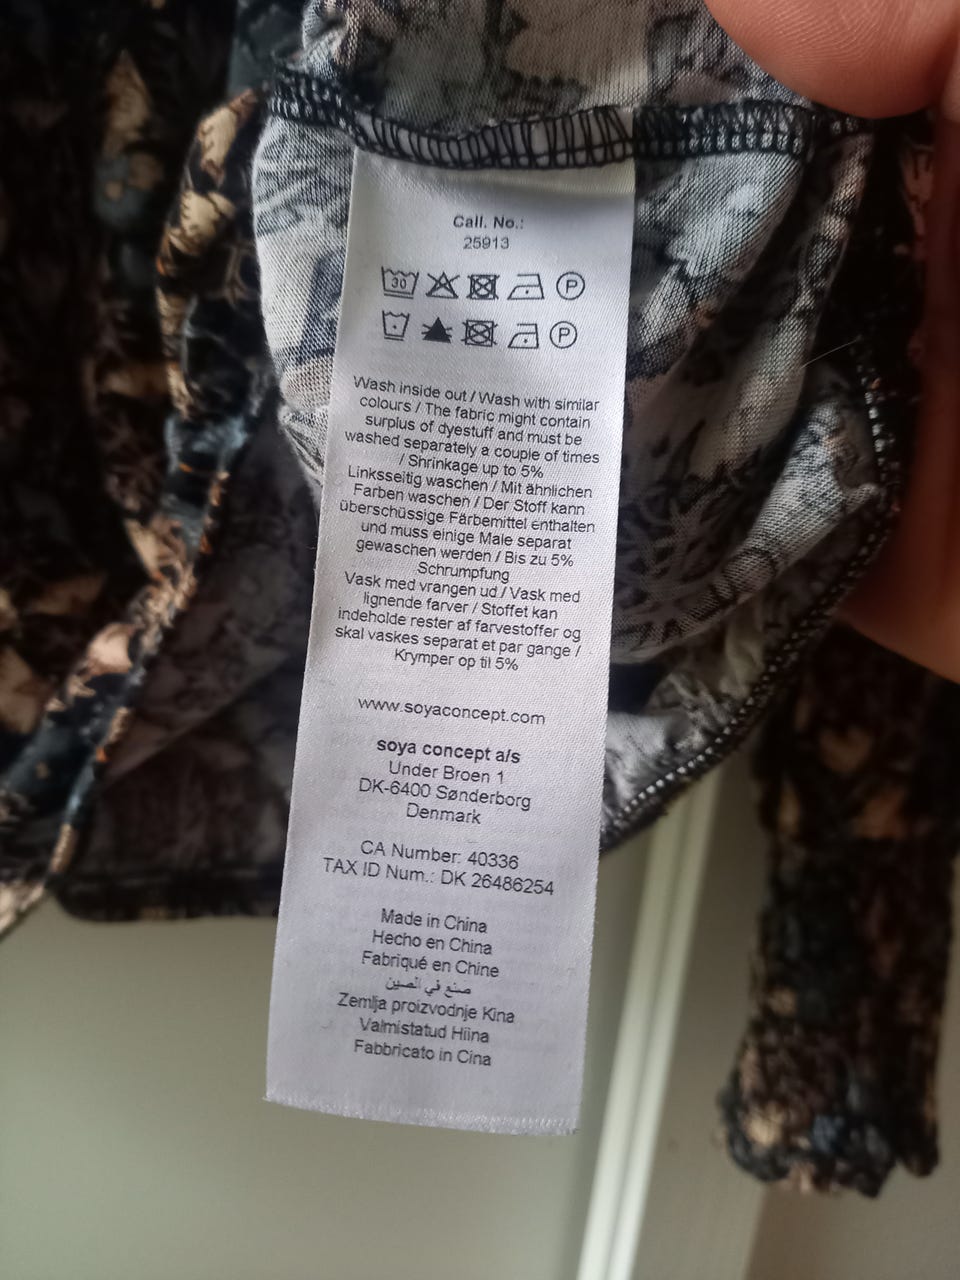 Call. No.:
25913
30 P
P
Wash inside out / Wash with similar
colours / The fabric might contain
surplus of dyestuff and must be
washed separately a couple of times
/ Shrinkage up to 5%
Linksseitig waschen / Mit ähnlichen
Farben waschen / Der Stoff kann
überschüssige Färbemittel enthalten
und muss einige Male separat
gewaschen werden / Bis zu 5%
Schrumpfung
Vask med vrangen ud / Vask med
lignende farver / Stoffet kan
indeholde rester af farvestoffer og
skal vaskes separat et par gange /
Krymper op til 5%
www.soyaconcept.com
soya concept a/s
Under Broen 1
DK-6400 Sønderborg
Denmark
CA Number: 40336
TAX ID Num.: DK 26486254
Made in China
Hecho en China
Fabriqué en Chine
صنع في الصين
Zemlja proizvodnje Kina
Valmistatud Hiina
Fabbricato in Cina